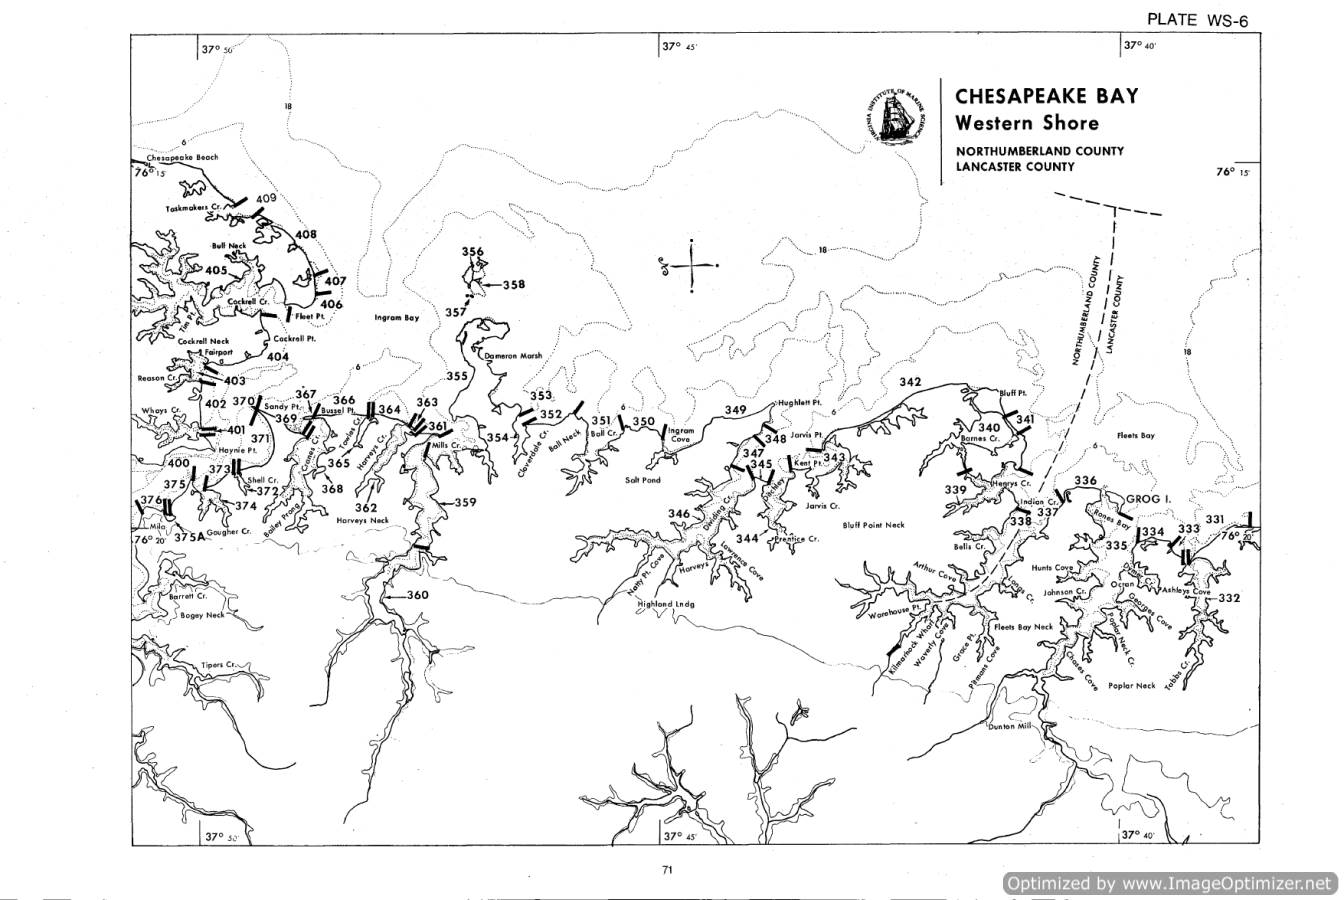 PLATE WS-6
37° 50'
37° 45'
37° 40'
VIRGINIA INSTITUTE OF MARINE SCIENCE
CHESAPEAKE BAY
Western Shore
NORTHUMBERLAND COUNTY
LANCASTER COUNTY
18
6
Chesapeake Beach
76° 15'
76° 15'
Taskmakers Cr.
409
408
Bull Neck
405
407
406
Cockrell Cr.
Tim Pt.
Fleet Pt.
Cockrell Pt.
Cockrell Neck
Fairport
404
Reason Cr.
403
402
Whays Cr.
401
356
358
357
Ingram Bay
18
NORTHUMBERLAND COUNTY
LANCASTER COUNTY
18
Dameron Marsh
355
6
367
366
363
370
Sandy Pt.
Bussel Pt.
364
369
361
371
Towles Cr.
Mills Cr.
Haynie Pt.
Cranes Cr.
Harveys Cr.
365
400
373
Shell Cr.
372
368
375
374
376
362
Harveys Neck
359
Mila
375A
Gougher Cr.
Bailey Prong
76° 20'
360
353
352
354
Cloverdale Cr.
Ball Neck
351
Ball Cr.
6
350
Ingram
Cove
349
Salt Pond
Hughlett Pt.
6
342
348
Jarvis Pt.
347
345
Kent Pt.
343
Ditchley
Jarvis Cr.
346
Dividing Cr.
344
Prentice Cr.
Bluff Point Neck
Lawrence Cove
Harveys
Natty Pt. Cove
Highland Lndg
Bluff Pt.
341
340
Barnes Cr.
Fleets Bay
6
339
Henrys Cr.
336
GROG I.
Indian Cr.
337
338
Rones Bay
334
333
331
76° 20'
Bells Cr.
335
Arthur Cove
Hunts Cove
Ashleys Cove
Johnson Cr.
Ocran
332
Longs Cr.
Georges Cove
Warehouse Pt.
Kilmarnock Wharf
Waverly Cove
Grace Pt.
Pitmans Cove
Fleets Bay Neck
Poplar Neck Cr.
Chases Cove
Poplar Neck
Tabbs Cr.
Dunton Mill
Barrett Cr.
Bogey Neck
Tipers Cr.
37° 50'
37° 45'
37° 40'
71
Optimized by www.ImageOptimizer.net